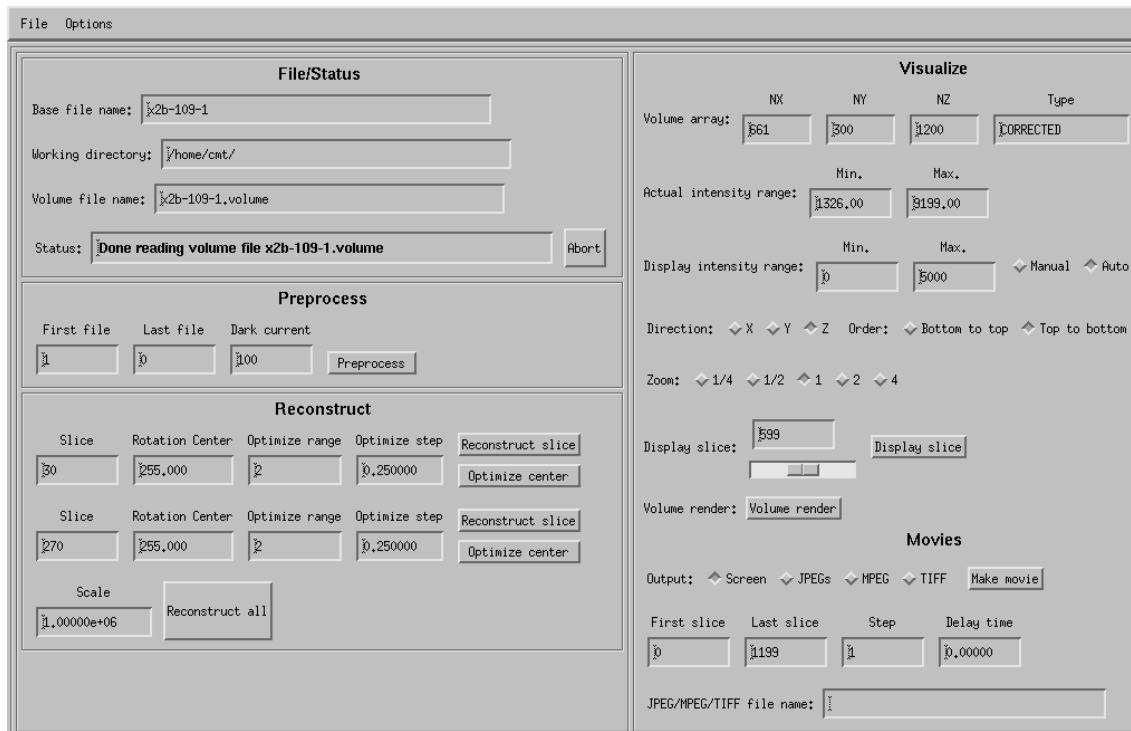 File Options
File/Status
Base file name: x2b-109-1
Working directory: /home/cmt/
Volume file name: x2b-109-1.volume
Status: Done reading volume file x2b-109-1.volume Abort
Preprocess
First file Last file Dark current
1 0 100 Preprocess
Reconstruct
Slice Rotation Center Optimize range Optimize step Reconstruct slice
30 255.000 2 0.250000 Optimize center
Slice Rotation Center Optimize range Optimize step Reconstruct slice
270 255.000 2 0.250000 Optimize center
Scale
1.00000e+06 Reconstruct all
Visualize
NX NY NZ Type
Volume array: 661 300 1200 CORRECTED
Min. Max.
Actual intensity range: 1326.00 9199.00
Min. Max.
Display intensity range: 0 5000 Manual Auto
Direction: X Y Z Order: Bottom to top Top to bottom
Zoom: 1/4 1/2 1 2 4
Display slice: 599 Display slice
Volume render: Volume render
Movies
Output: Screen JPEGs MPEG TIFF Make movie
First slice Last slice Step Delay time
0 1199 1 0.00000
JPEG/MPEG/TIFF file name: